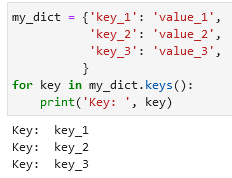 my_dict = {'key_1': 'value_1',
           'key_2': 'value_2',
           'key_3': 'value_3',
          }
for key in my_dict.keys():
    print('Key: ', key)
Key:  key_1
Key:  key_2
Key:  key_3